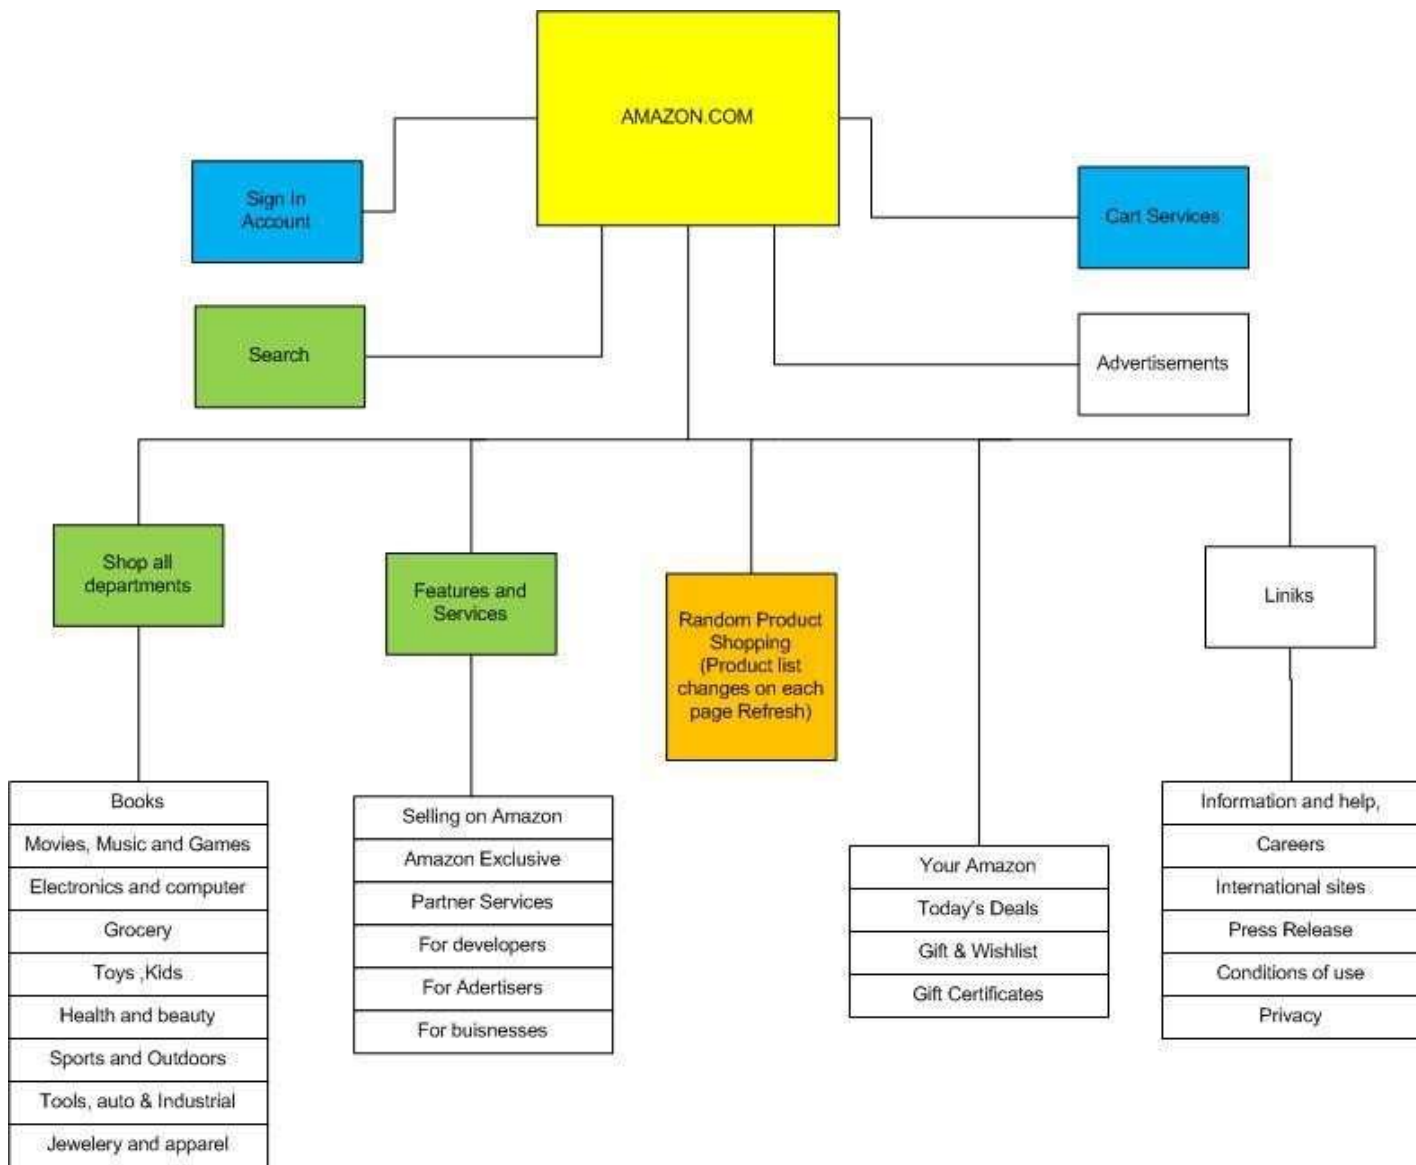 AMAZON.COM
Sign In
Account
Cart Services
Search
Advertisements
Shop all
departments
Features and
Services
Random Product
Shopping
(Product list
changes on each
page Refresh)
Liniks
Books
Movies, Music and Games
Electronics and computer
Grocery
Toys ,Kids
Health and beauty
Sports and Outdoors
Tools, auto & Industrial
Jewelery and apparel
Selling on Amazon
Amazon Exclusive
Partner Services
For developers
For Adertisers
For buisnesses
Your Amazon
Today's Deals
Gift & Wishlist
Gift Certificates
Information and help,
Careers
International sites
Press Release
Conditions of use
Privacy